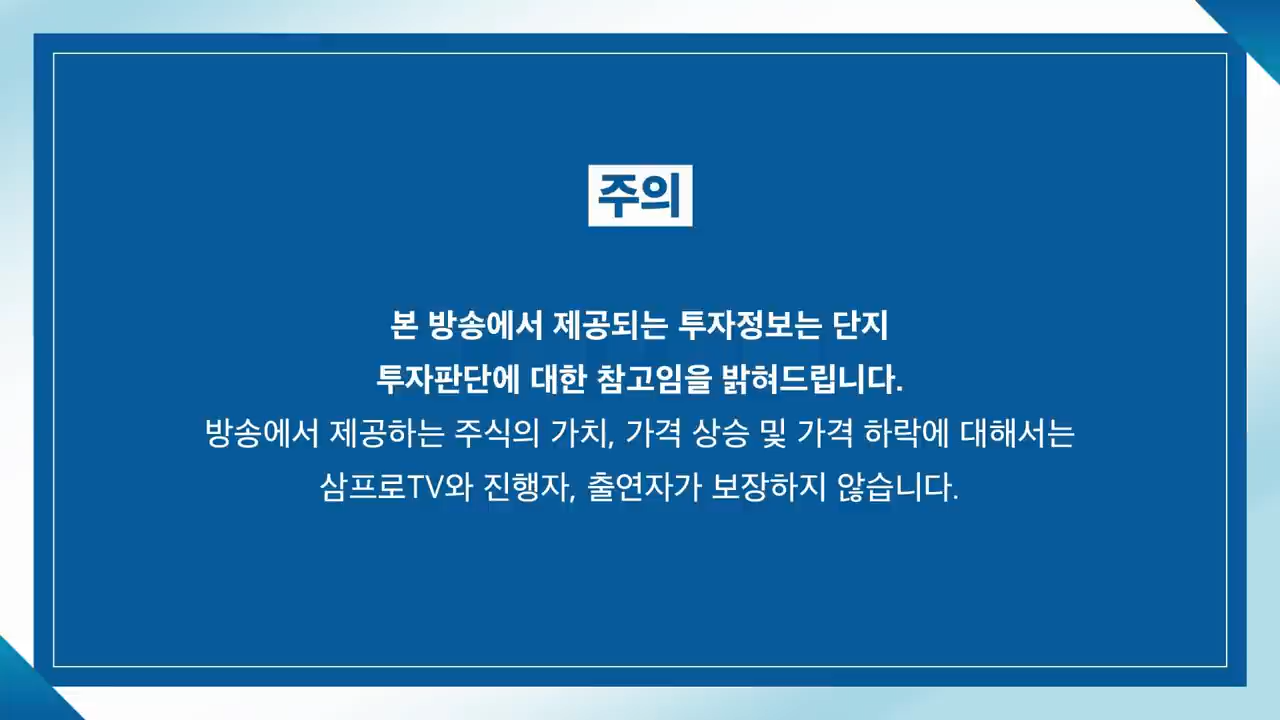 주의
본 방송에서 제공되는 투자정보는 단지
투자판단에 대한 참고임을 밝혀드립니다.
방송에서 제공하는 주식의 가치, 가격 상승 및 가격 하락에 대해서는
삼프로TV와 진행자, 출연자가 보장하지 않습니다.